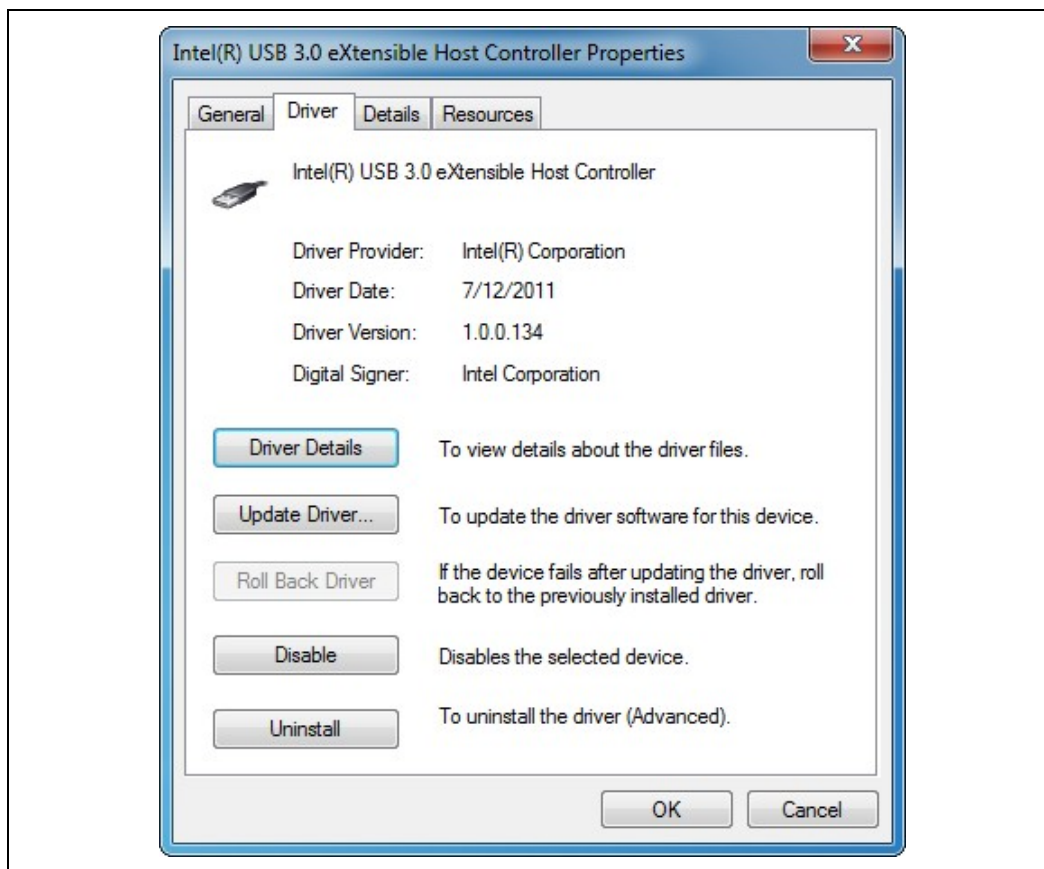 Intel(R) USB 3.0 eXtensible Host Controller Properties
General Driver Details Resources
Intel(R) USB 3.0 eXtensible Host Controller
Driver Provider: Intel(R) Corporation
Driver Date: 7/12/2011
Driver Version: 1.0.0.134
Digital Signer: Intel Corporation
Driver Details To view details about the driver files.
Update Driver... To update the driver software for this device.
Roll Back Driver If the device fails after updating the driver, roll
back to the previously installed driver.
Disable Disables the selected device.
Uninstall To uninstall the driver (Advanced).
OK Cancel